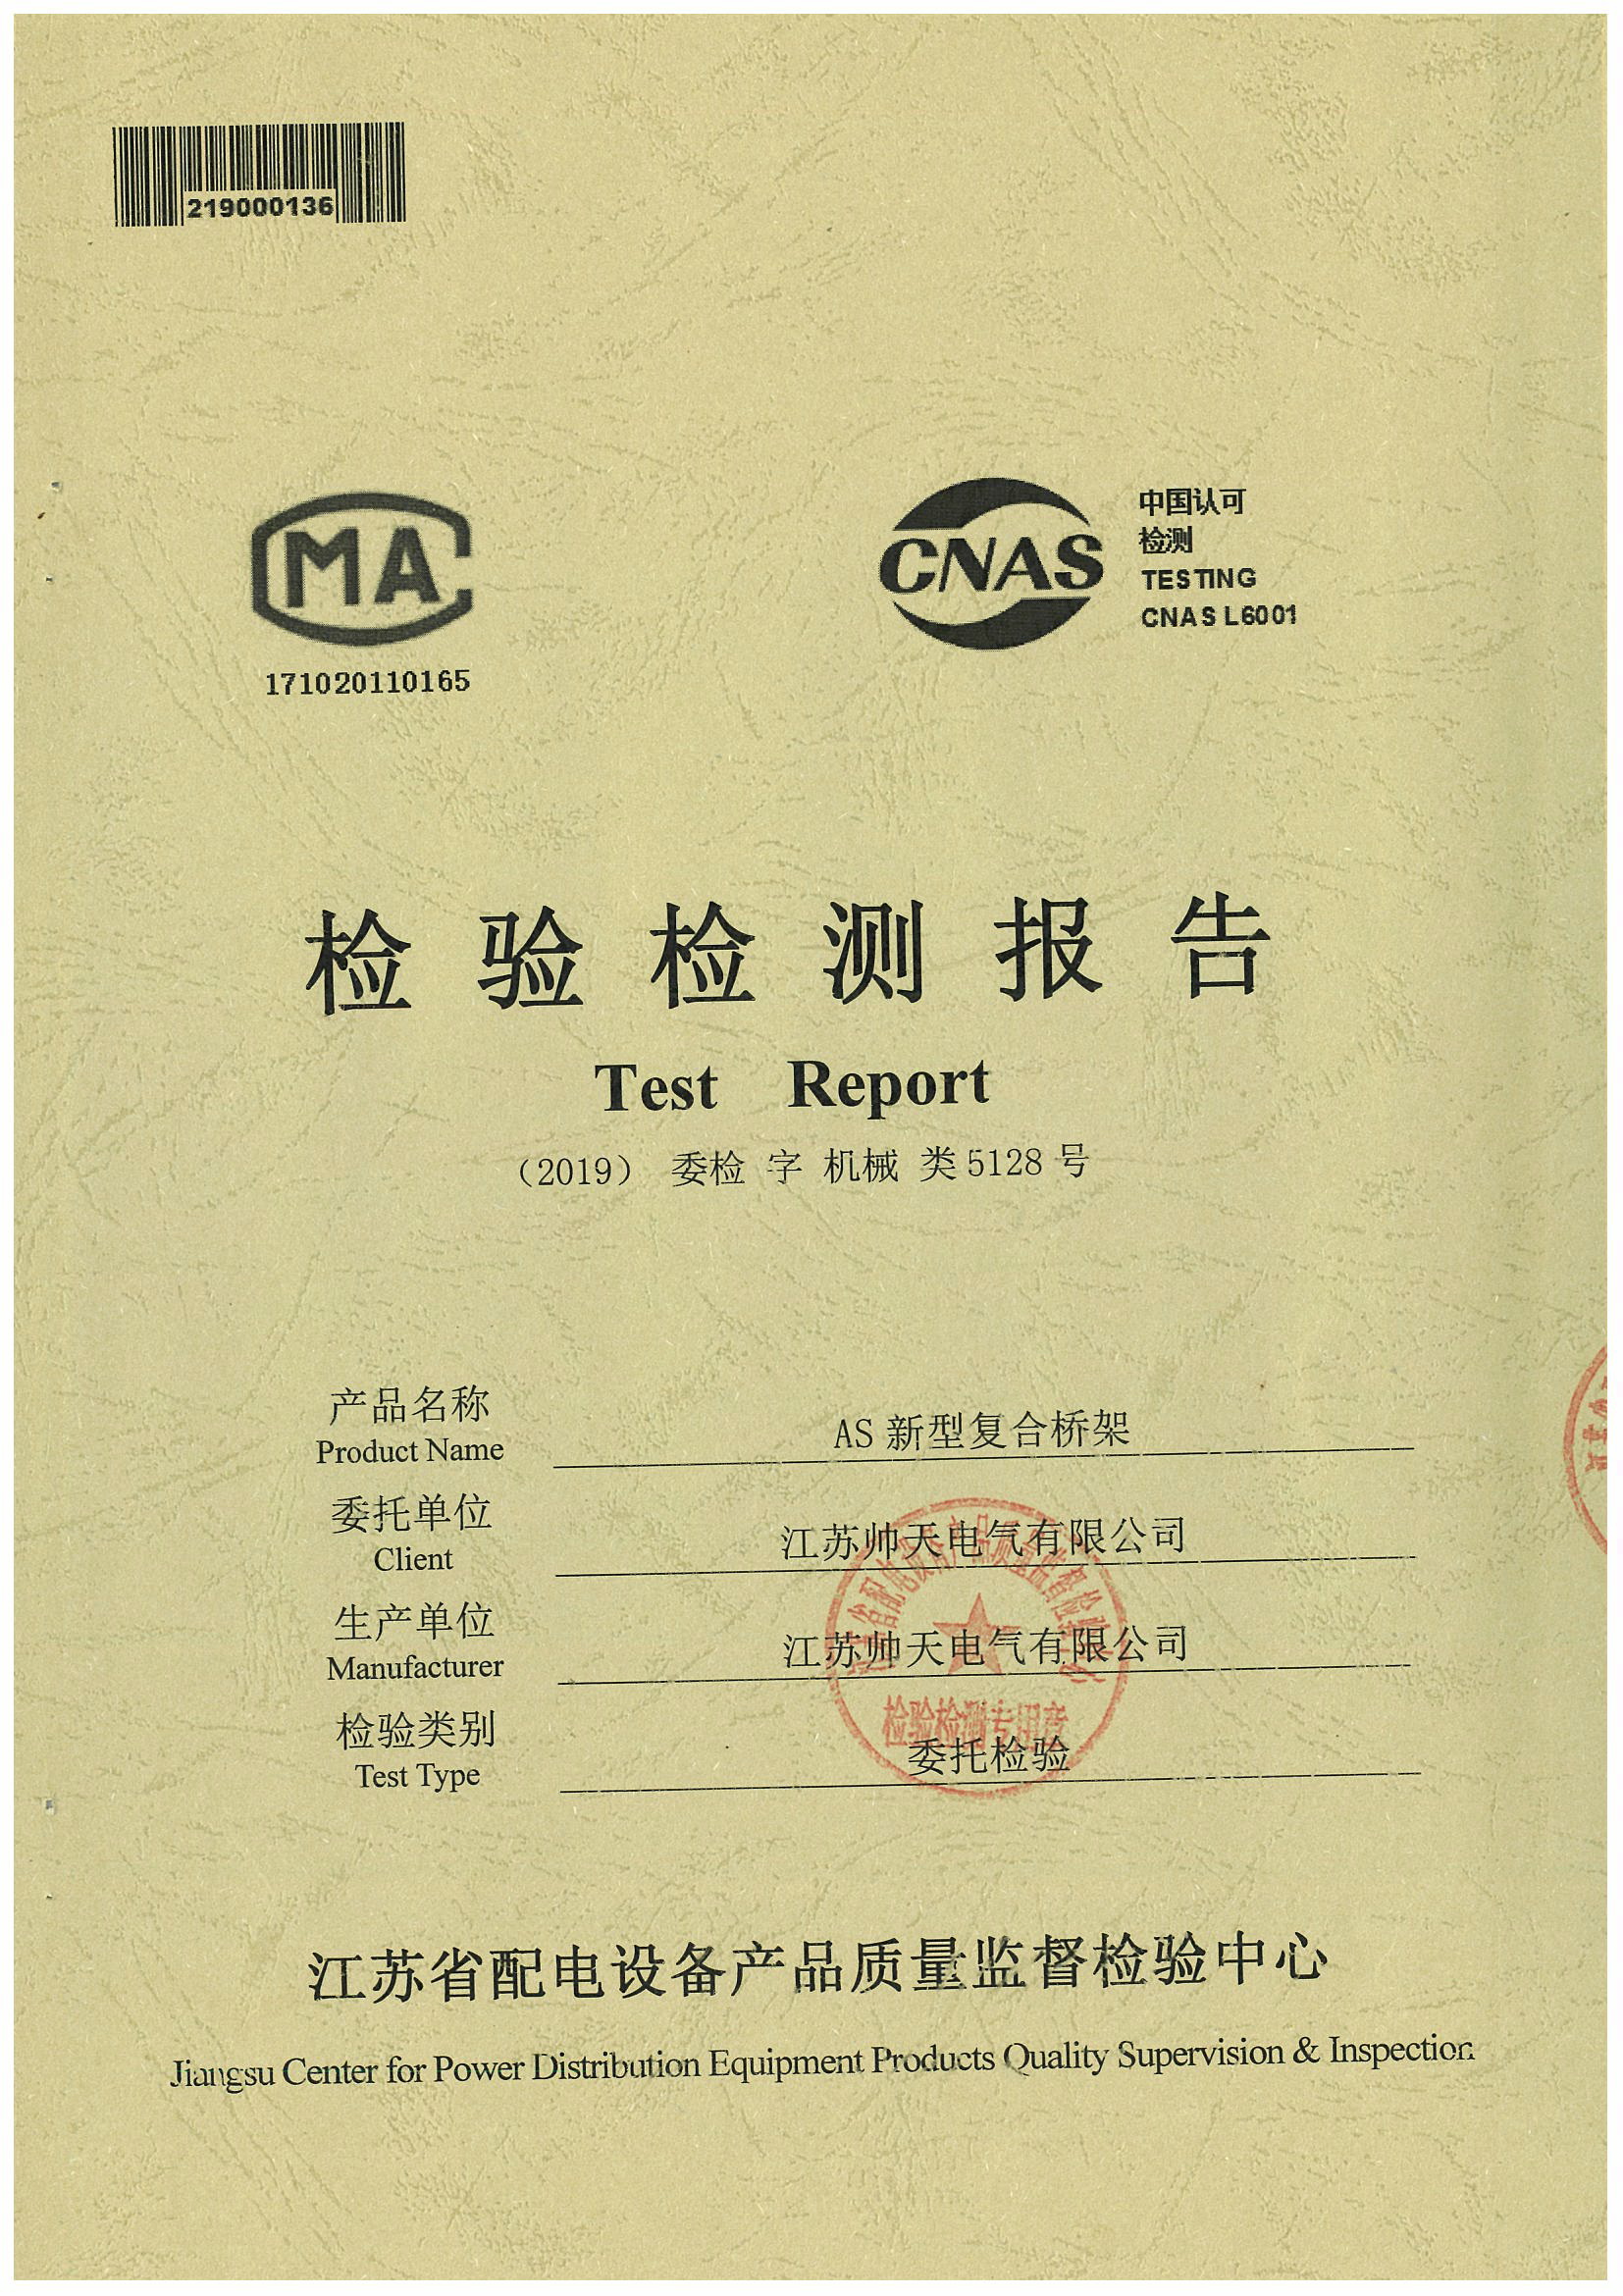 219000136
MA
171020110165
CNAS
中国认可
检测
TESTING
CNAS L6001
检验检测报告
Test Report
（2019） 委检 字 机械 类 5128 号
产品名称
Product Name
AS 新型复合桥架
委托单位
Client
江苏帅天电气有限公司
生产单位
Manufacturer
江苏帅天电气有限公司
检验检测专用章
检验类别
Test Type
委托检验
江苏省配电设备产品质量监督检验中心
Jiangsu Center for Power Distribution Equipment Products Quality Supervision & Inspection